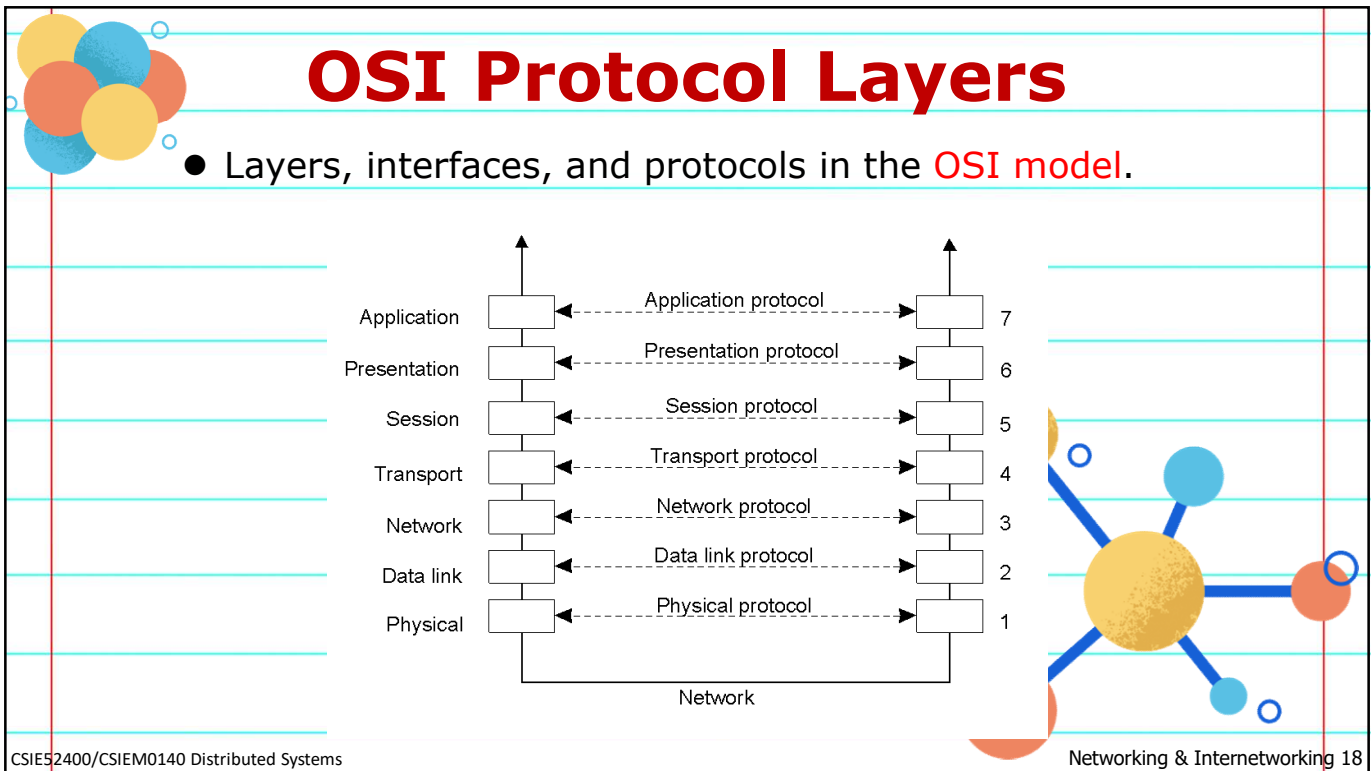 OSI Protocol Layers
● Layers, interfaces, and protocols in the OSI model.
Application Application protocol 7
Presentation Presentation protocol 6
Session Session protocol 5
Transport Transport protocol 4
Network Network protocol 3
Data link Data link protocol 2
Physical Physical protocol 1
Network
CSIE52400/CSIEM0140 Distributed Systems
Networking & Internetworking 18